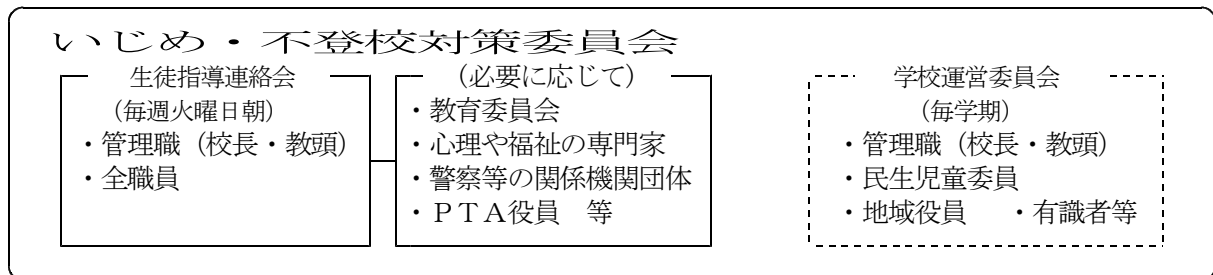 いじめ・不登校対策委員会
生徒指導連絡会
(毎週火曜日朝)
・管理職(校長・教頭)
・全職員
(必要に応じて)
・教育委員会
・心理や福祉の専門家
・警察等の関係機関団体
・PTA役員 等
学校運営委員会
(毎学期)
・管理職(校長・教頭)
・民生児童委員
・地域役員 ・有識者等